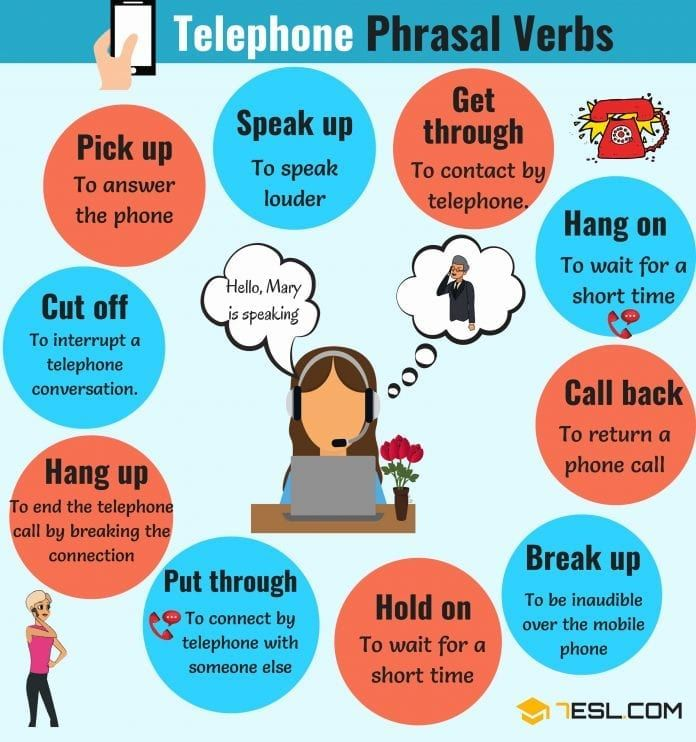 Telephone Phrasal Verbs
Pick up
To answer
the phone
Speak up
To speak
louder
Get
through
To contact by
telephone.
Hang on
To wait for a
short time
Cut off
To interrupt a
telephone
conversation.
Hello, Mary
is speaking
Call back
To return a
phone call
Hang up
To end the telephone
call by breaking the
connection
Put through
To connect by
telephone with
someone else
Hold on
To wait for a
short time
Break up
To be inaudible
over the mobile
phone
7ESL.COM